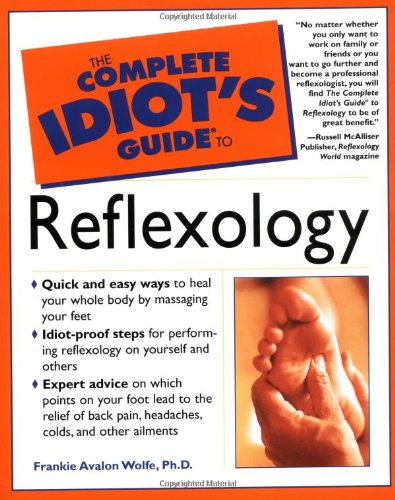 Copyrighted Material
THE
COMPLETE
IDIOT'S
GUIDE® TO
"No matter whether
you only want to
work on family or
friends or you
want to go further and
become a professional
reflexologist, you will
find The Complete
Idiot's Guide® to
Reflexology to be of
great benefit."
—Russell McAlliser
Publisher, Reflexology
World magazine
Reflexology
♦ Quick and easy ways to heal
your whole body by massaging
your feet
♦ Idiot-proof steps for perform-
ing reflexology on yourself and
others
♦ Expert advice on which
points on your foot lead to the
relief of back pain, headaches,
colds, and other ailments
Frankie Avalon Wolfe, Ph.D.
Copyrighted Material